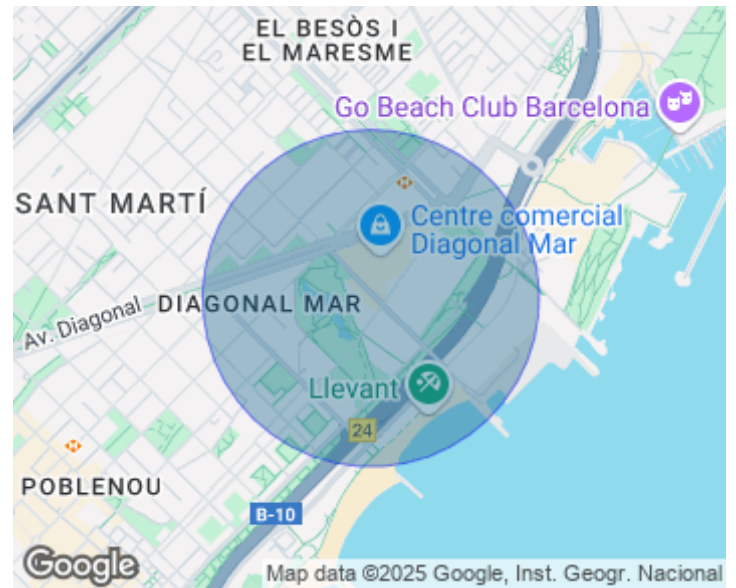 EL BESÒS I
EL MARESME
Go Beach Club Barcelona
SANT MARTÍ
Centre comercial
Diagonal Mar
Av. Diagonal
DIAGONAL MAR
Llevant
24
POBLENOU
B-10
Google
Map data ©2025 Google, Inst. Geogr. Nacional